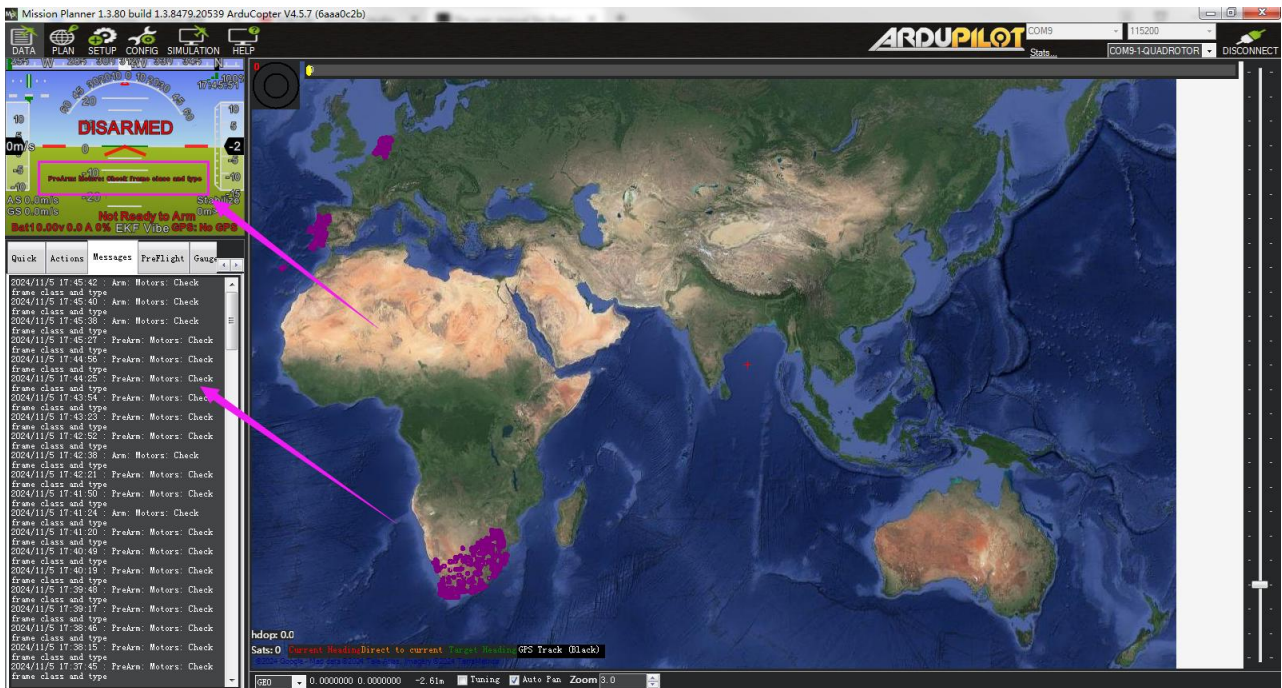 Mission Planner 1.3.80 build 1.3.8479.20539 ArduCopter V4.5.7 (6aaa0c2b)
DATA PLAN SETUP CONFIG SIMULATION HELP
ARDUPILOT
COM9 115200
Stats... COM9-1-QUADROTOR DISCONNECT
0
DISARMED
0m/s
-2
PreArm: Motors: Check frame class and type
AS 0.0m/s
GS 0.0m/s
Not Ready to Arm
Bat1 0.00v 0.0 A 0% EKF Vibe GPS: No GPS
Quick Actions Messages PreFlight Gauge
2024/11/5 17:45:42 : Arm: Motors: Check
frame class and type
2024/11/5 17:45:40 : Arm: Motors: Check
frame class and type
2024/11/5 17:45:38 : Arm: Motors: Check
frame class and type
2024/11/5 17:45:27 : PreArm: Motors: Check
frame class and type
2024/11/5 17:44:56 : PreArm: Motors: Check
frame class and type
2024/11/5 17:44:25 : PreArm: Motors: Check
frame class and type
2024/11/5 17:43:54 : PreArm: Motors: Check
frame class and type
2024/11/5 17:43:23 : PreArm: Motors: Check
frame class and type
2024/11/5 17:42:52 : PreArm: Motors: Check
frame class and type
2024/11/5 17:42:38 : Arm: Motors: Check
frame class and type
2024/11/5 17:42:21 : PreArm: Motors: Check
frame class and type
2024/11/5 17:41:50 : PreArm: Motors: Check
frame class and type
2024/11/5 17:41:24 : Arm: Motors: Check
frame class and type
2024/11/5 17:41:20 : PreArm: Motors: Check
frame class and type
2024/11/5 17:40:49 : PreArm: Motors: Check
frame class and type
2024/11/5 17:40:19 : PreArm: Motors: Check
frame class and type
2024/11/5 17:39:48 : PreArm: Motors: Check
frame class and type
2024/11/5 17:39:17 : PreArm: Motors: Check
frame class and type
2024/11/5 17:38:46 : PreArm: Motors: Check
frame class and type
2024/11/5 17:38:15 : PreArm: Motors: Check
frame class and type
2024/11/5 17:37:45 : PreArm: Motors: Check
frame class and type
hdop: 0.0
Sats: 0 Current Heading Direct to current Target Heading GPS Track (Black)
GEO 0.0000000 0.0000000 -2.61m Tuning Auto Pan Zoom 3.0